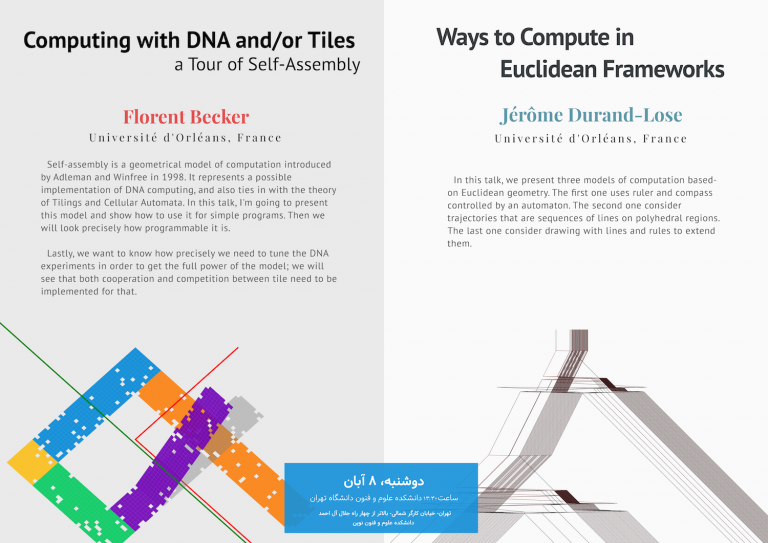 Computing with DNA and/or Tiles
a Tour of Self-Assembly
Florent Becker
Université d'Orléans, France
Self-assembly is a geometrical model of computation introduced
by Adleman and Winfree in 1998. It represents a possible
implementation of DNA computing, and also ties in with the theory
of Tilings and Cellular Automata. In this talk, I'm going to present
this model and show how to use it for simple programs. Then we
will look precisely how programmable it is.
Lastly, we want to know how precisely we need to tune the DNA
experiments in order to get the full power of the model; we will
see that both cooperation and competition between tile need to be
implemented for that.
Ways to Compute in
Euclidean Frameworks
Jérôme Durand-Lose
Université d'Orléans, France
In this talk, we present three models of computation based-
on Euclidean geometry. The first one uses ruler and compass
controlled by an automaton. The second one consider
trajectories that are sequences of lines on polyhedral regions.
The last one consider drawing with lines and rules to extend
them.
دوشنبه، ۸ آبان
ساعت ۱۳:۳۰ دانشکده علوم و فنون دانشگاه تهران
تهران- خیابان کارگر شمالی- بالاتر از چهار راه جلال آل احمد
دانشکده علوم و فنون نوین